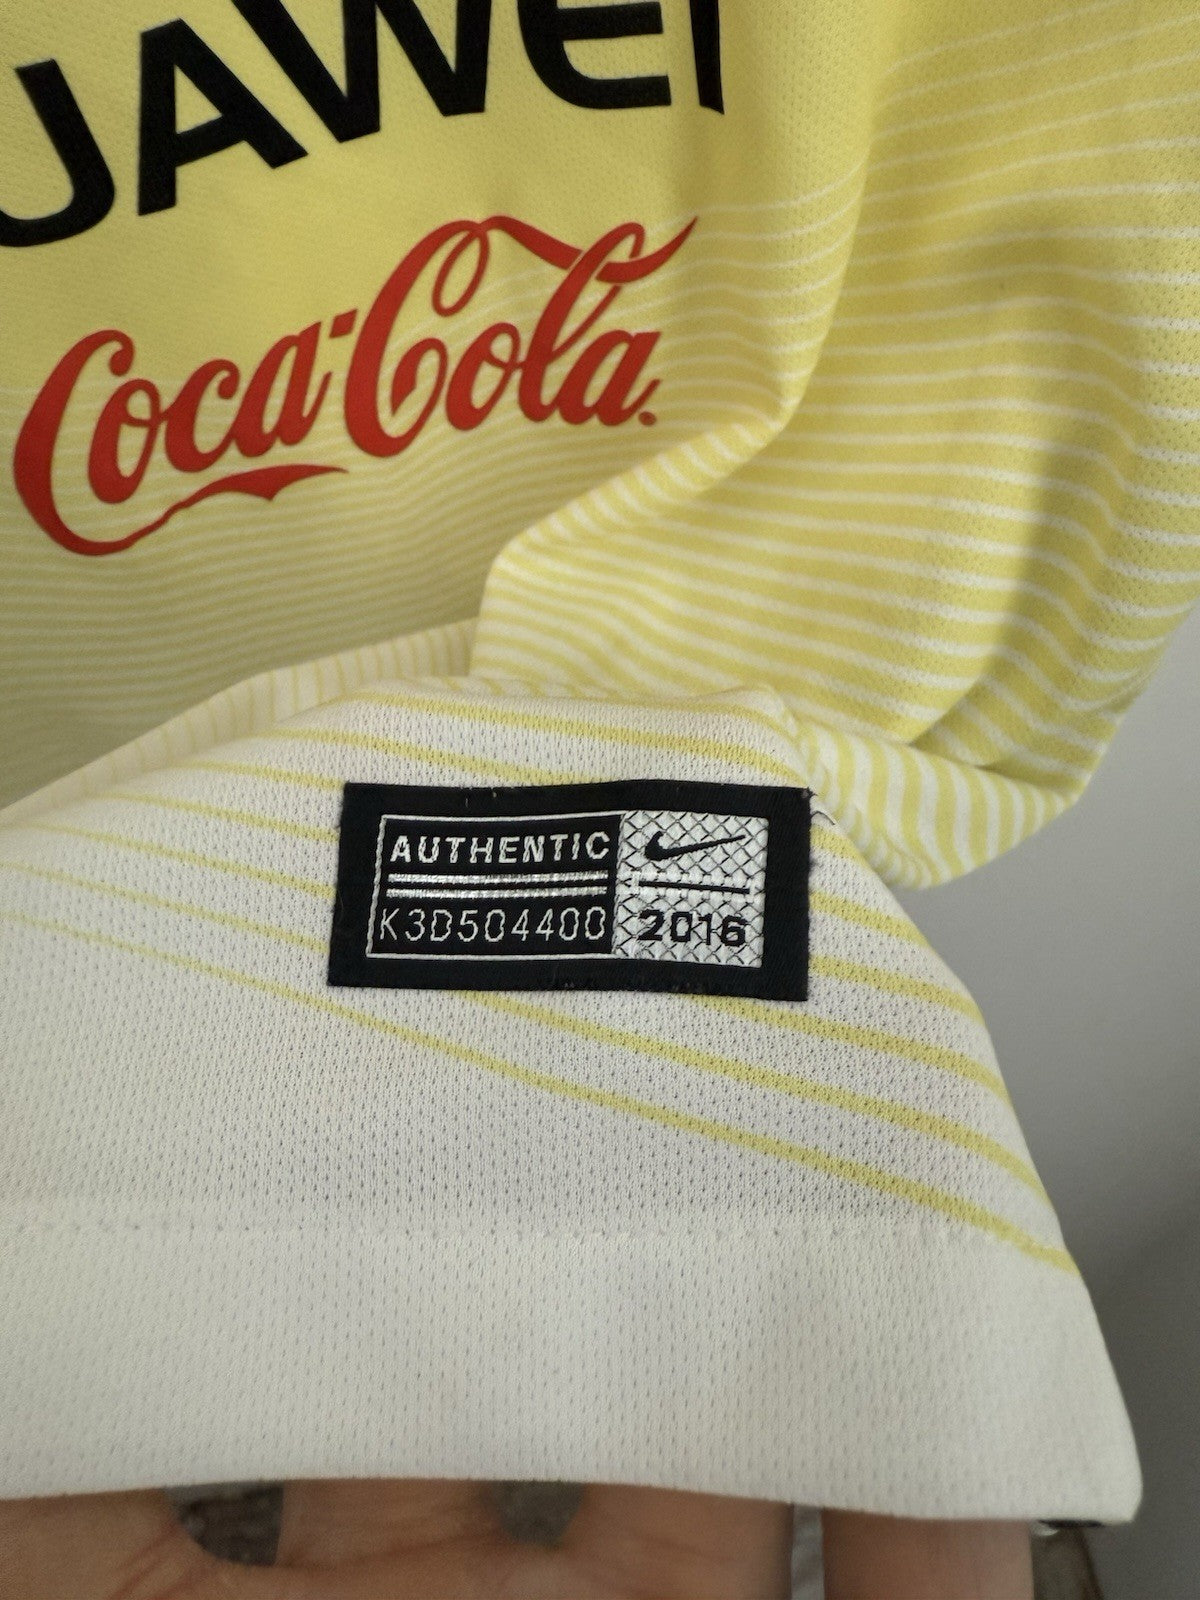 UAWEI
Coca-Cola
AUTHENTIC
K3D504400
2016